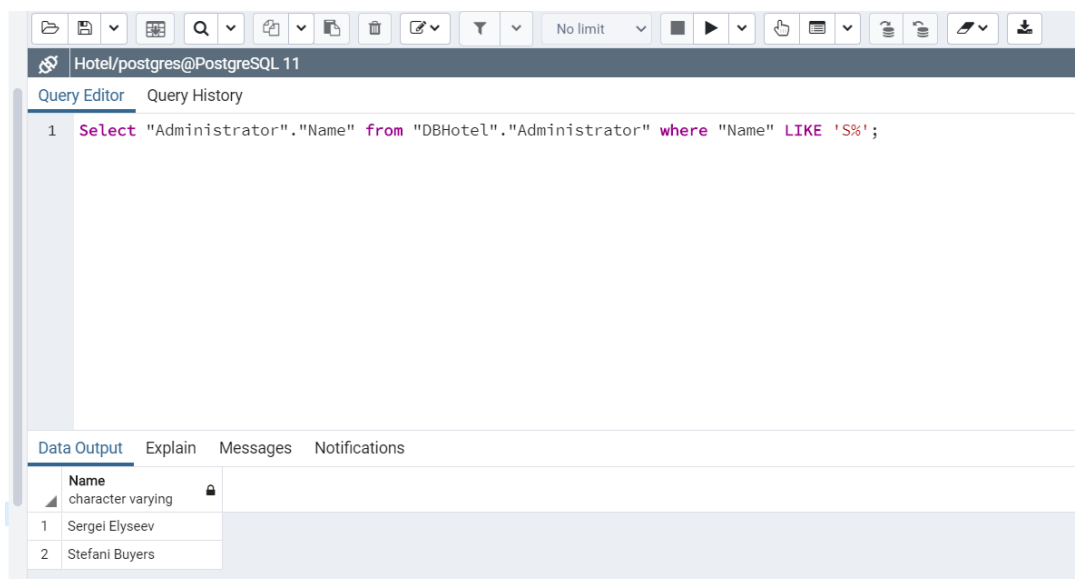 No limit
Hotel/postgres@PostgreSQL 11
Query Editor Query History
1 Select "Administrator"."Name" from "DBHotel"."Administrator" where "Name" LIKE 'S%';
Data Output Explain Messages Notifications
Name
character varying
1 Sergei Elyseev
2 Stefani Buyers